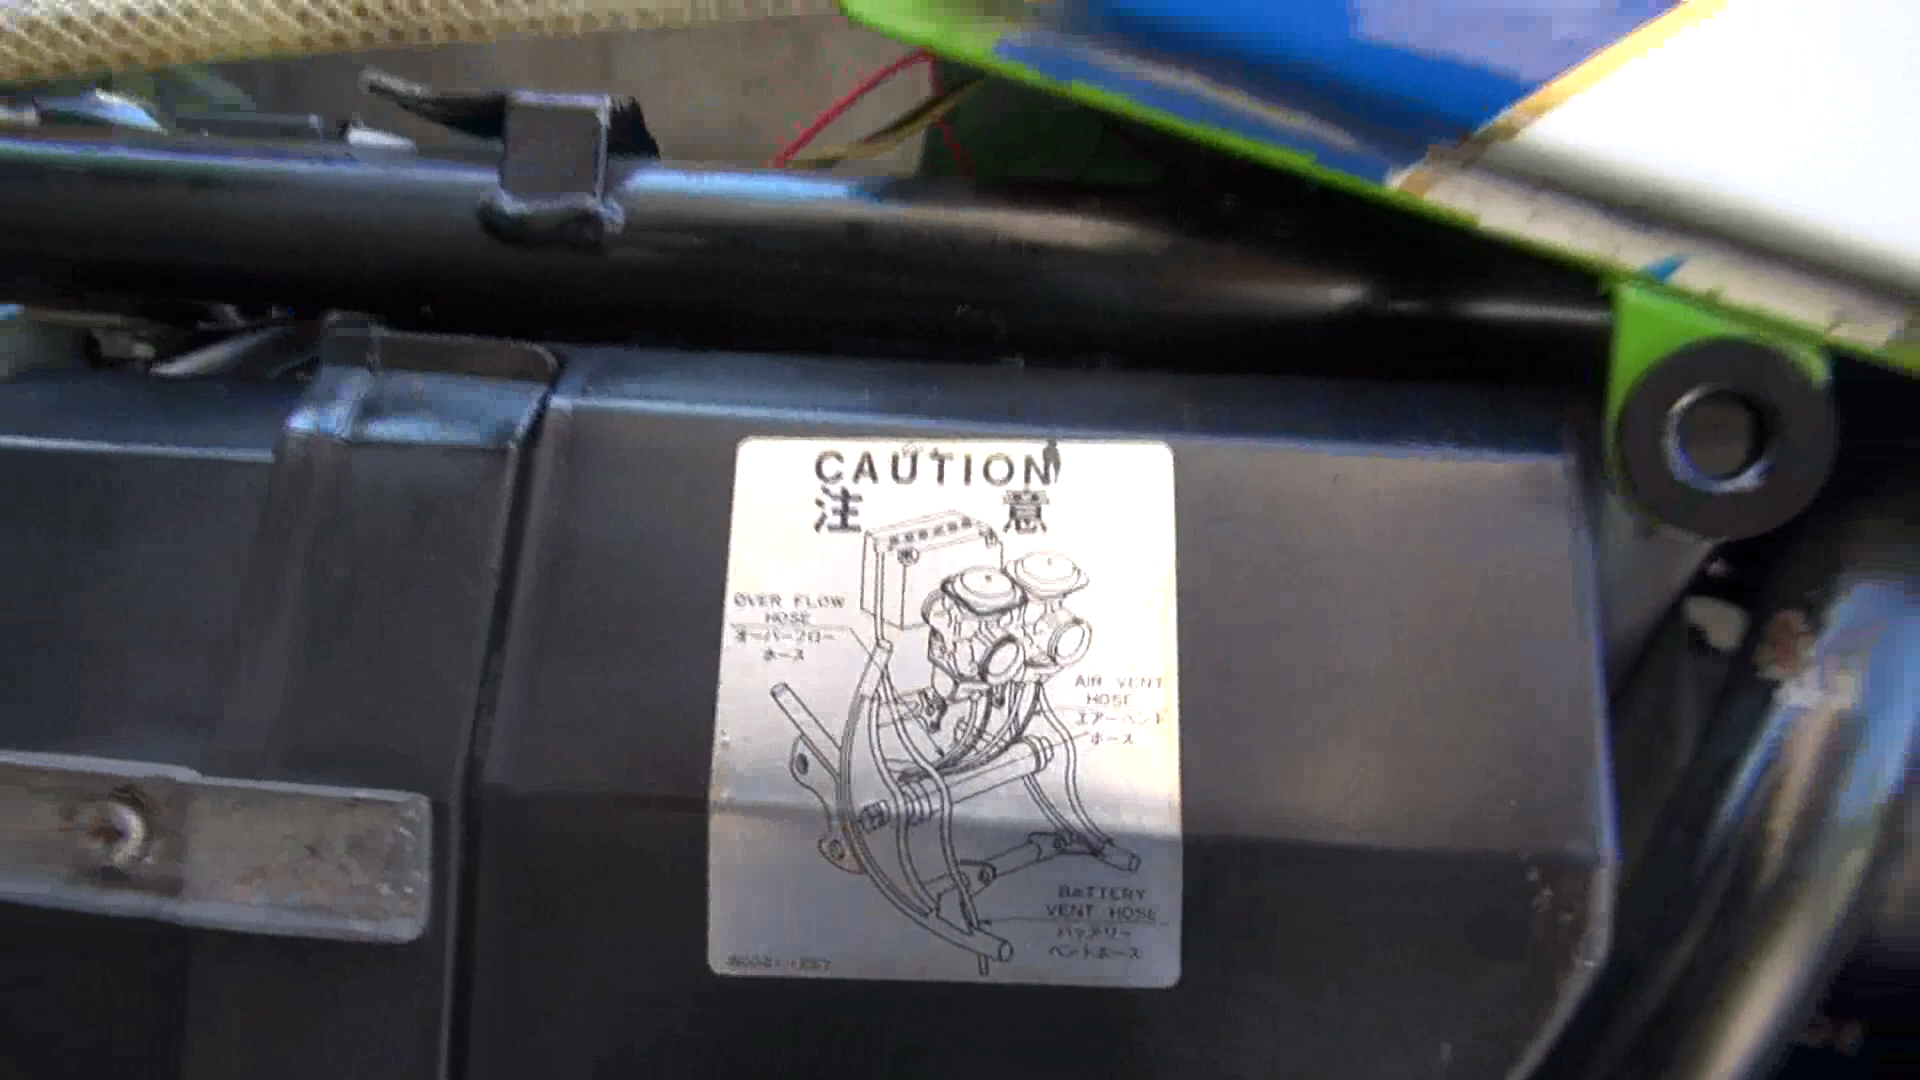 CAUTION
注 意
OVER FLOW
HOSE
オーバーフロー
ホース
AIR VENT
HOSE
エアーベント
ホース
BATTERY
VENT HOSE
バッテリー
ベントホース